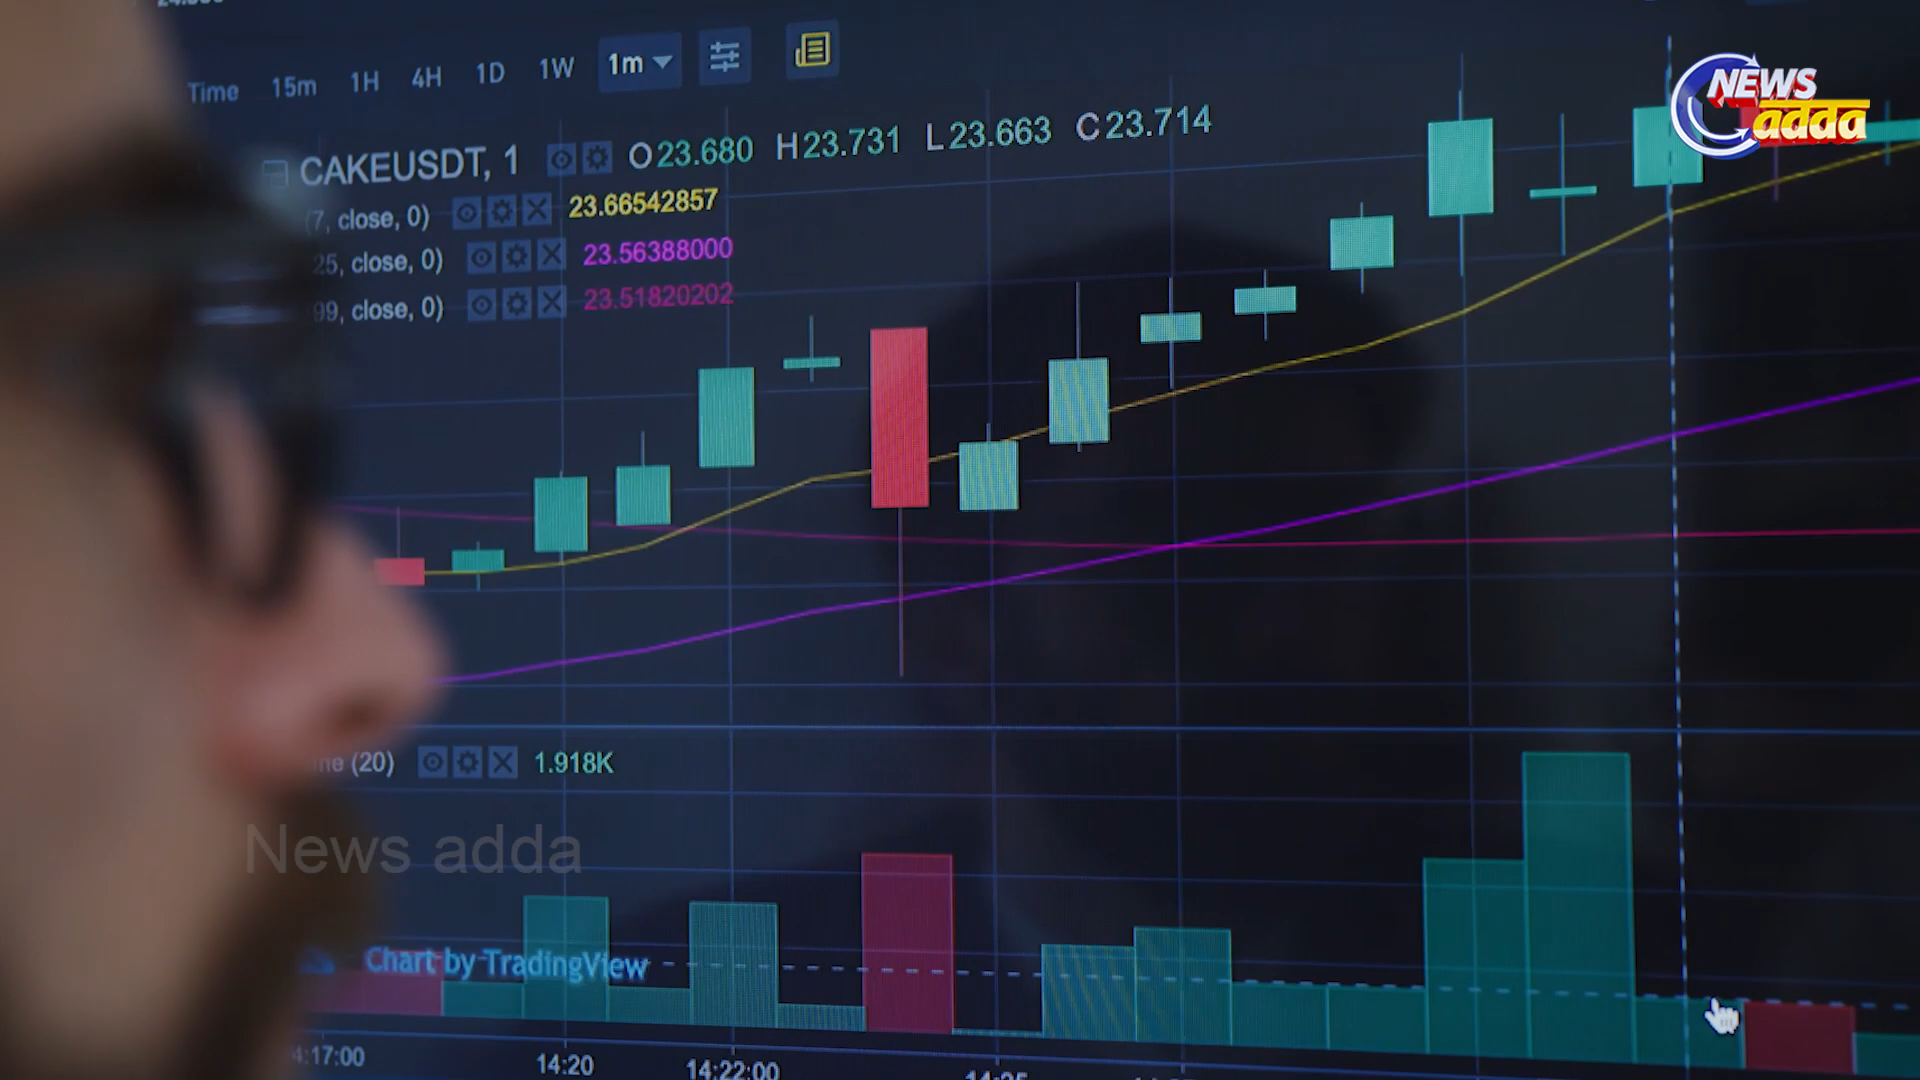 Time 15m 1H 4H 1D 1W 1m
NEWS
adda
CAKEUSDT, 1 O23.680 H23.731 L23.663 C23.714
7, close, 0) 23.66542857
25, close, 0) 23.56388000
99, close, 0) 23.51820202
(20) 1.918K
News adda
Chart by TradingView
14:20 14:22:00